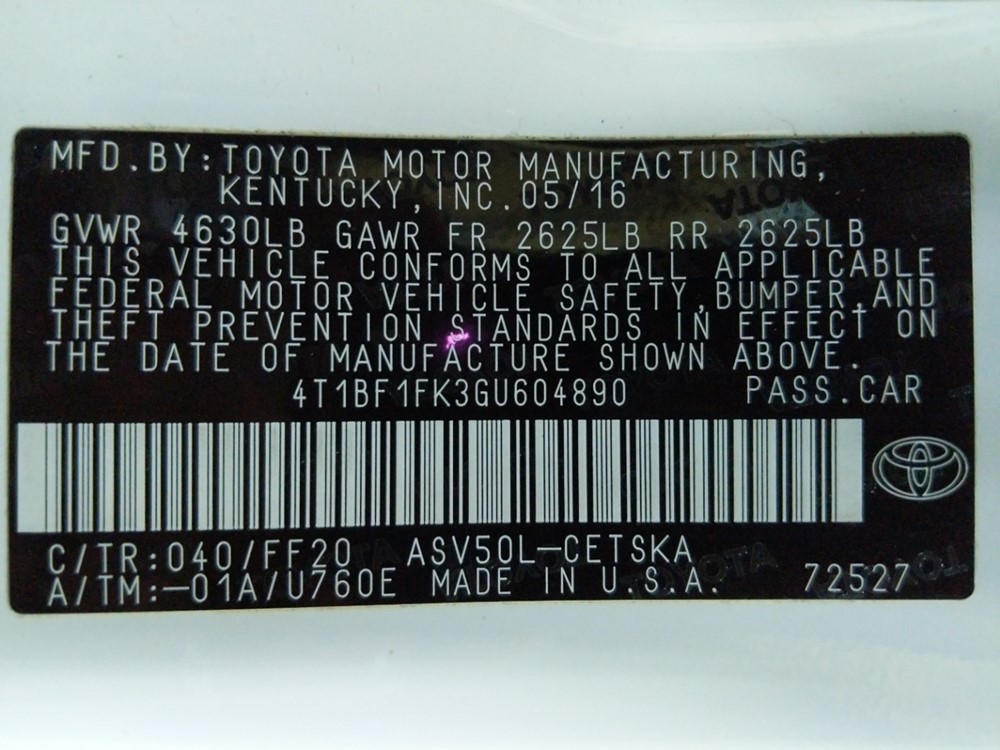 MFD.BY:TOYOTA MOTOR MANUFACTURING,
KENTUCKY,INC.05/16
GVWR 4630LB GAWR FR 2625LB RR 2625LB
THIS VEHICLE CONFORMS TO ALL APPLICABLE
FEDERAL MOTOR VEHICLE SAFETY,BUMPER,AND
THEFT PREVENTION STANDARDS IN EFFECT ON
THE DATE OF MANUFACTURE SHOWN ABOVE.
4T1BF1FK3GU604890 PASS.CAR
C/TR:040/FF20 ASV50L-CETSKA
A/TM:-01A/U760E MADE IN U.S.A. 72527
TOYOTA
TOYOTA